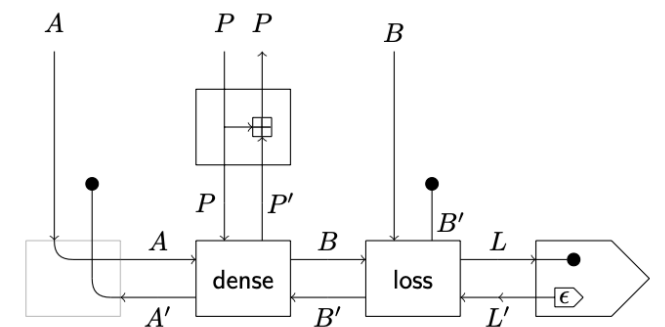 A P P B
P P′ B′
A B L
dense loss ϵ
A′ B′ L′